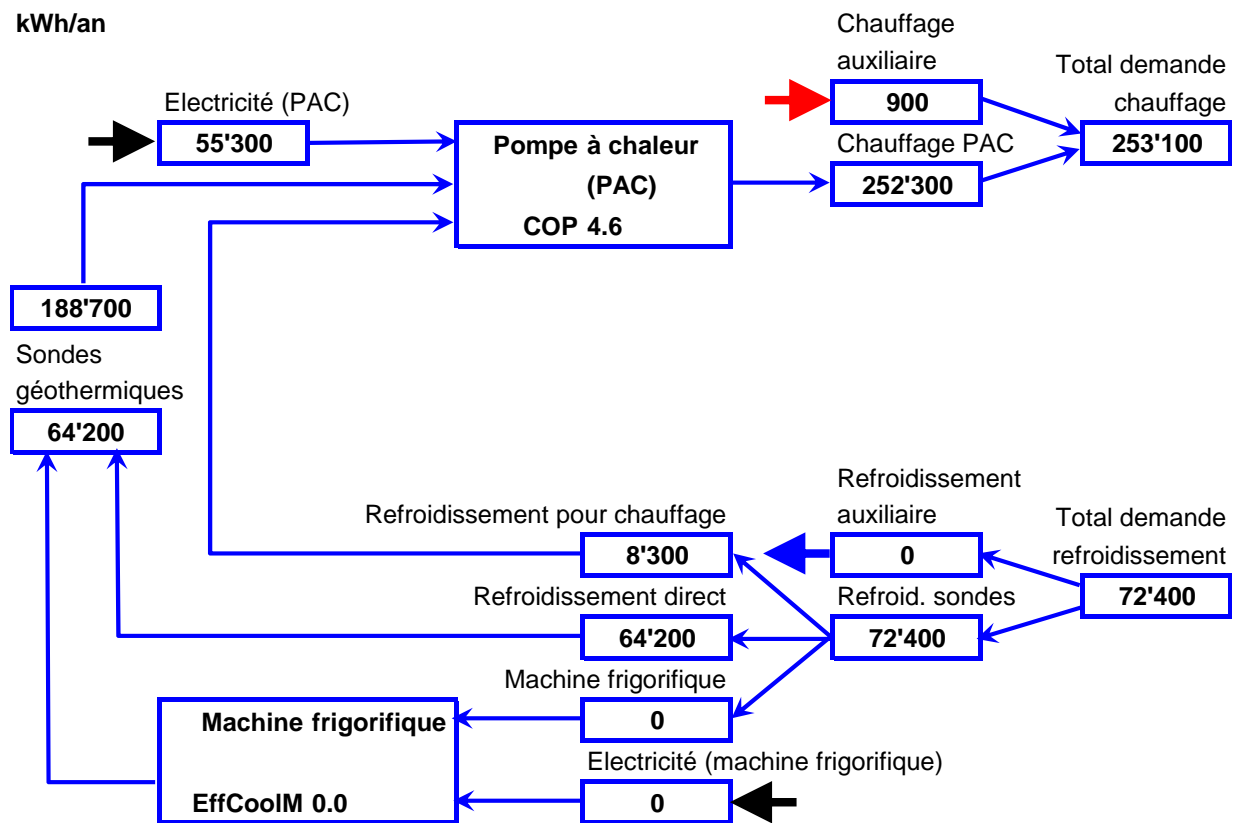 kWh/an
Chauffage
auxiliaire
Total demande
chauffage
900
253'100
Electricité (PAC)
55'300
Pompe à chaleur
(PAC)
COP 4.6
Chauffage PAC
252'300
188'700
Sondes
géothermiques
64'200
Refroidissement
auxiliaire
Total demande
refroidissement
Refroidissement pour chauffage
8'300
0
72'400
Refroidissement direct
64'200
Refroid. sondes
72'400
Machine frigorifique
0
Machine frigorifique
EffCoolM 0.0
Electricité (machine frigorifique)
0